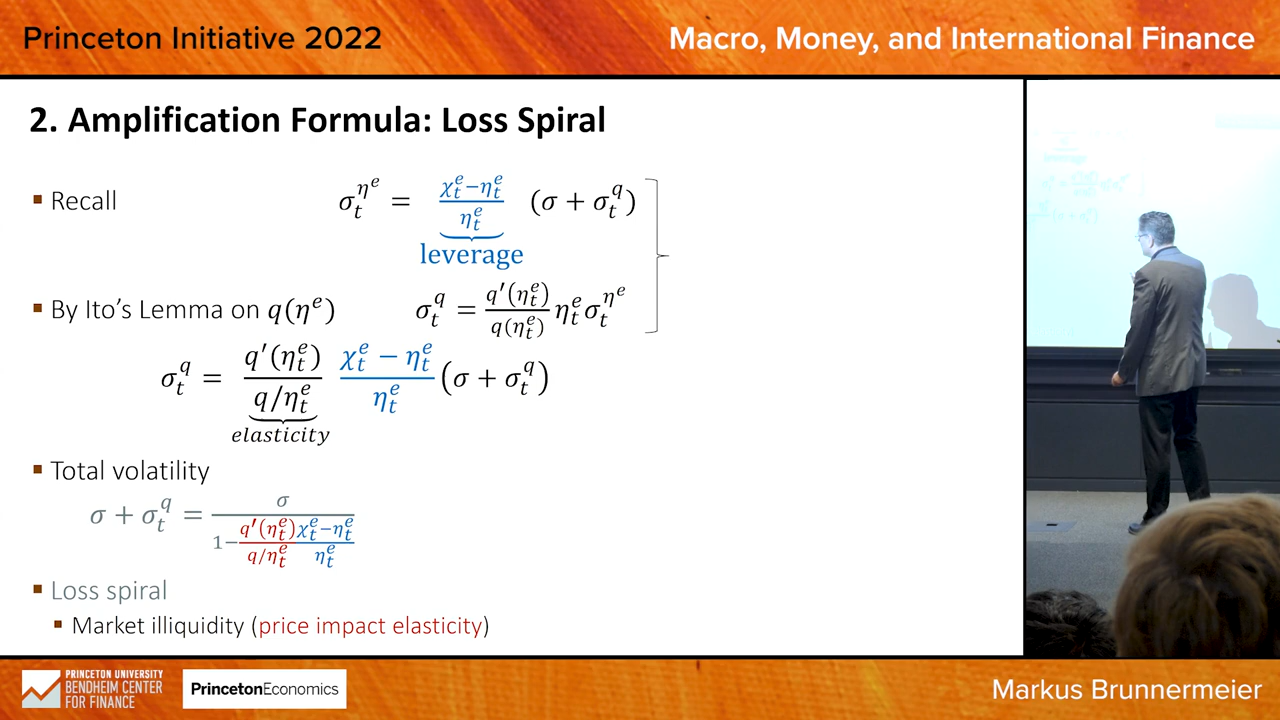 Princeton Initiative 2022
Macro, Money, and International Finance
2. Amplification Formula: Loss Spiral
▪ Recall σ_t^{η^e} = (χ_t^e−η_t^e)/η_t^e (σ + σ_t^q)
leverage
▪ By Ito’s Lemma on q(η^e) σ_t^q = q′(η_t^e)/q(η_t^e) η_t^e σ_t^{η^e}
σ_t^q = q′(η_t^e)/(q/η_t^e) (χ_t^e − η_t^e)/η_t^e (σ + σ_t^q)
elasticity
▪ Total volatility
σ + σ_t^q = σ/(1−q′(η_t^e)/(q/η_t^e) (χ_t^e−η_t^e)/η_t^e)
▪ Loss spiral
▪ Market illiquidity (price impact elasticity)
PRINCETON UNIVERSITY
BENDHEIM CENTER
FOR FINANCE
PrincetonEconomics
Markus Brunnermeier